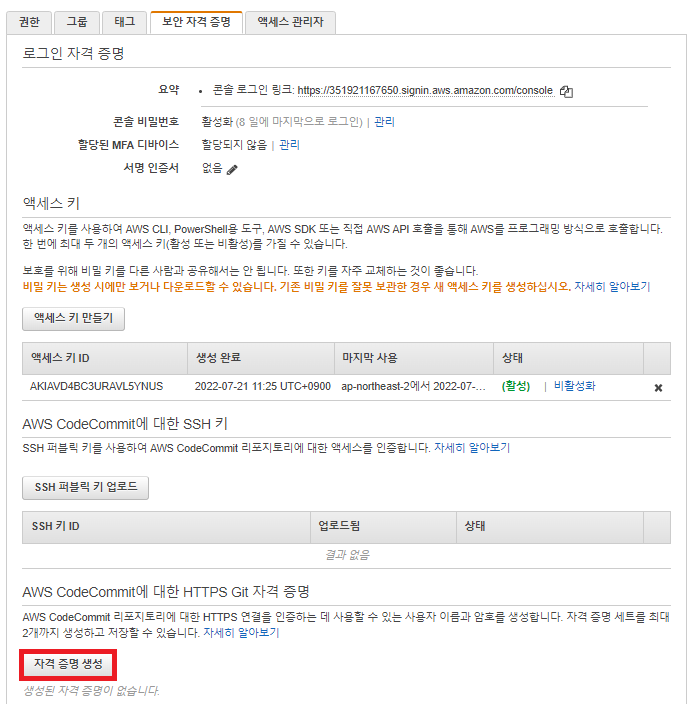 권한 그룹 태그 보안 자격 증명 액세스 관리자
로그인 자격 증명
요약 • 콘솔 로그인 링크: https://351921167650.signin.aws.amazon.com/console
콘솔 비밀번호 활성화 (8 일에 마지막으로 로그인) | 관리
할당된 MFA 디바이스 할당되지 않음 | 관리
서명 인증서 없음
액세스 키
액세스 키를 사용하여 AWS CLI, PowerShell용 도구, AWS SDK 또는 직접 AWS API 호출을 통해 AWS를 프로그래밍 방식으로 호출합니다.
한 번에 최대 두 개의 액세스 키(활성 또는 비활성)를 가질 수 있습니다.
보호를 위해 비밀 키를 다른 사람과 공유해서는 안 됩니다. 또한 키를 자주 교체하는 것이 좋습니다.
비밀 키는 생성 시에만 보거나 다운로드할 수 있습니다. 기존 비밀 키를 잘못 보관한 경우 새 액세스 키를 생성하십시오. 자세히 알아보기
액세스 키 만들기
액세스 키 ID 생성 완료 마지막 사용 상태
AKIAVD4BC3URAVL5YNUS 2022-07-21 11:25 UTC+0900 ap-northeast-2에서 2022-07-... (활성) | 비활성화
AWS CodeCommit에 대한 SSH 키
SSH 퍼블릭 키를 사용하여 AWS CodeCommit 리포지토리에 대한 액세스를 인증합니다. 자세히 알아보기
SSH 퍼블릭 키 업로드
SSH 키 ID 업로드됨 상태
결과 없음
AWS CodeCommit에 대한 HTTPS Git 자격 증명
AWS CodeCommit 리포지토리에 대한 HTTPS 연결을 인증하는 데 사용할 수 있는 사용자 이름과 암호를 생성합니다. 자격 증명 세트를 최대
2개까지 생성하고 저장할 수 있습니다. 자세히 알아보기
자격 증명 생성
생성된 자격 증명이 없습니다.